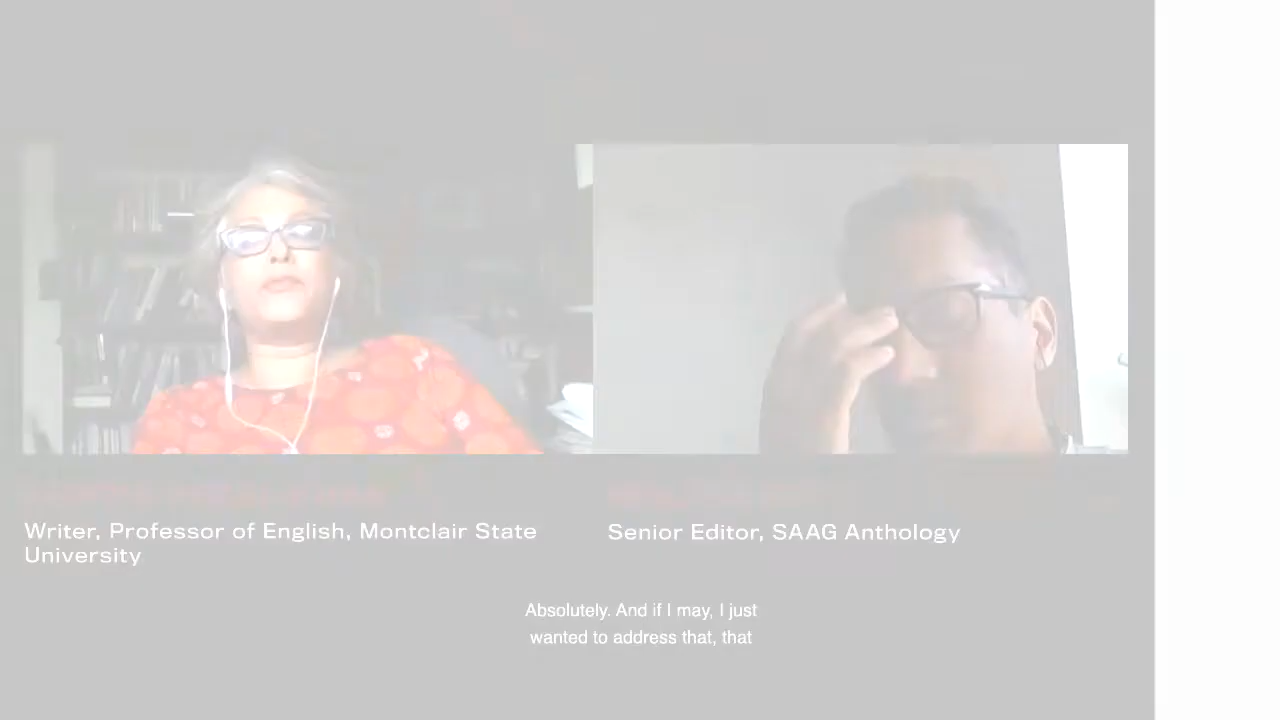 Writer, Professor of English, Montclair State
University
Senior Editor, SAAG Anthology
Absolutely. And if I may, I just
wanted to address that, that